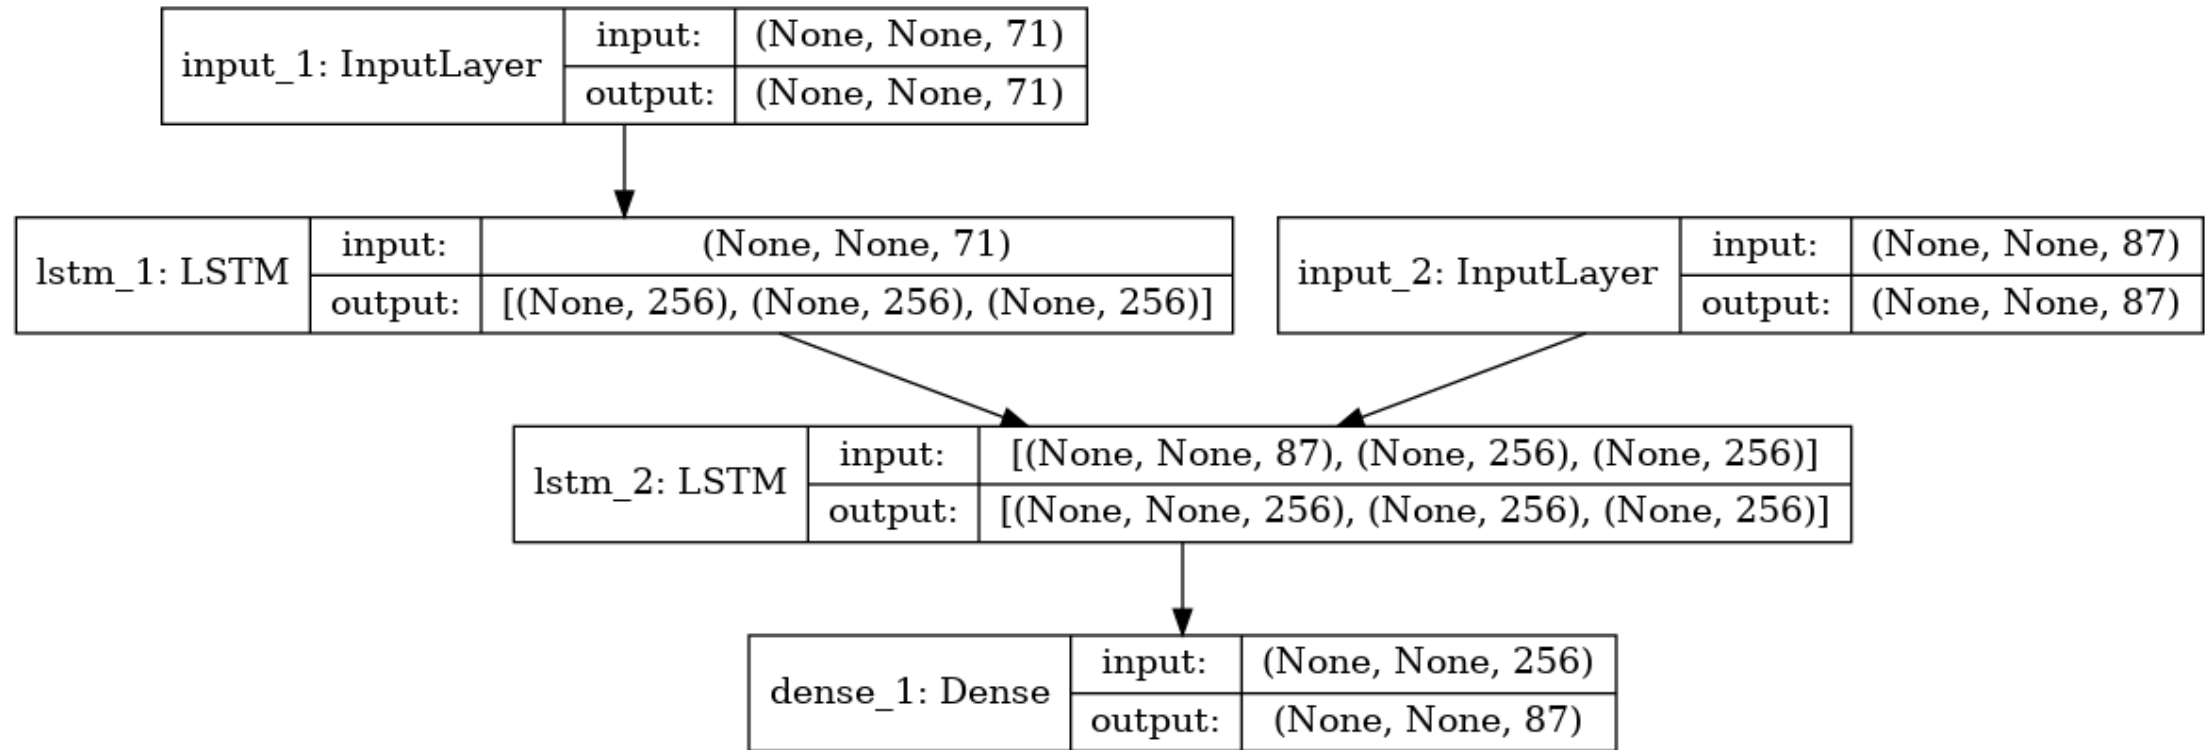 input_1: InputLayer
input:
(None, None, 71)
output:
(None, None, 71)
lstm_1: LSTM
input:
(None, None, 71)
output:
[(None, 256), (None, 256), (None, 256)]
input_2: InputLayer
input:
(None, None, 87)
output:
(None, None, 87)
lstm_2: LSTM
input:
[(None, None, 87), (None, 256), (None, 256)]
output:
[(None, None, 256), (None, 256), (None, 256)]
dense_1: Dense
input:
(None, None, 256)
output:
(None, None, 87)